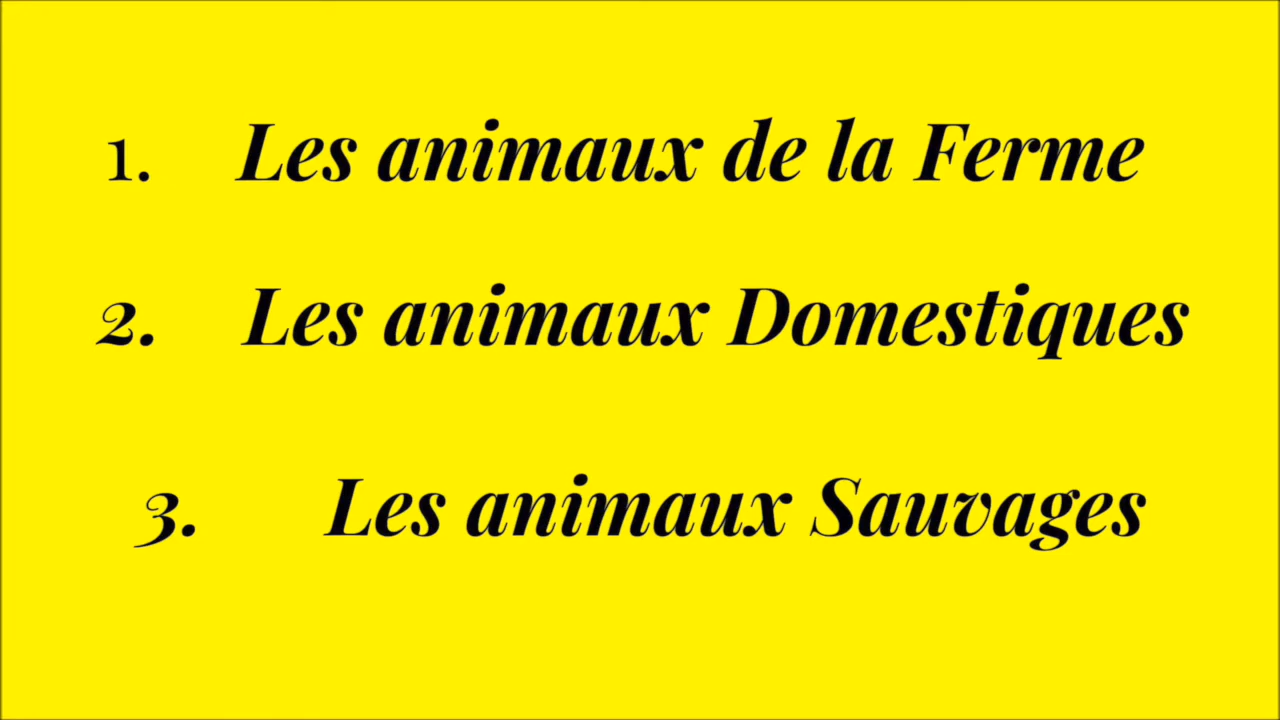 1. Les animaux de la Ferme
2. Les animaux Domestiques
3. Les animaux Sauvages